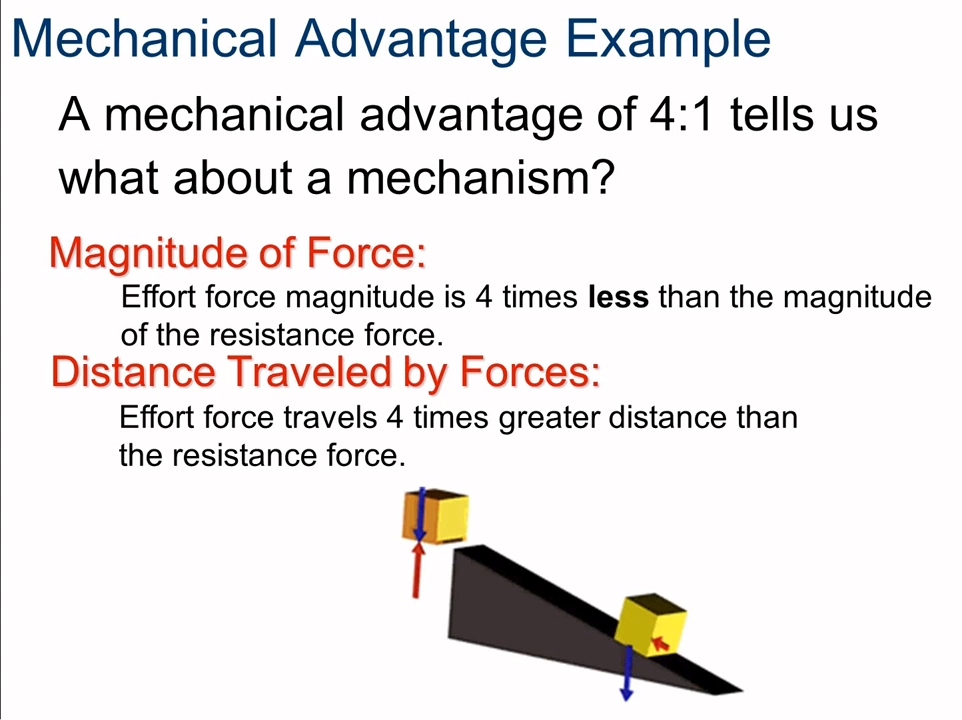 Mechanical Advantage Example
A mechanical advantage of 4:1 tells us
what about a mechanism?
Magnitude of Force:
Effort force magnitude is 4 times less than the magnitude
of the resistance force.
Distance Traveled by Forces:
Effort force travels 4 times greater distance than
the resistance force.